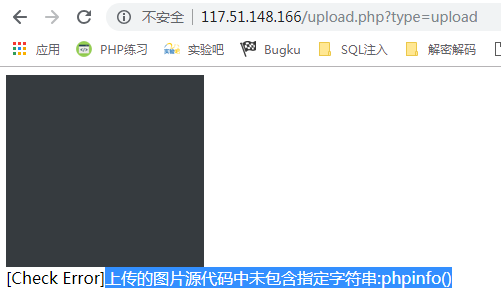 不安全 | 117.51.148.166/upload.php?type=upload
应用 PHP练习 实验吧 Bugku SQL注入 解密解码
[Check Error]上传的图片源代码中未包含指定字符串:phpinfo()